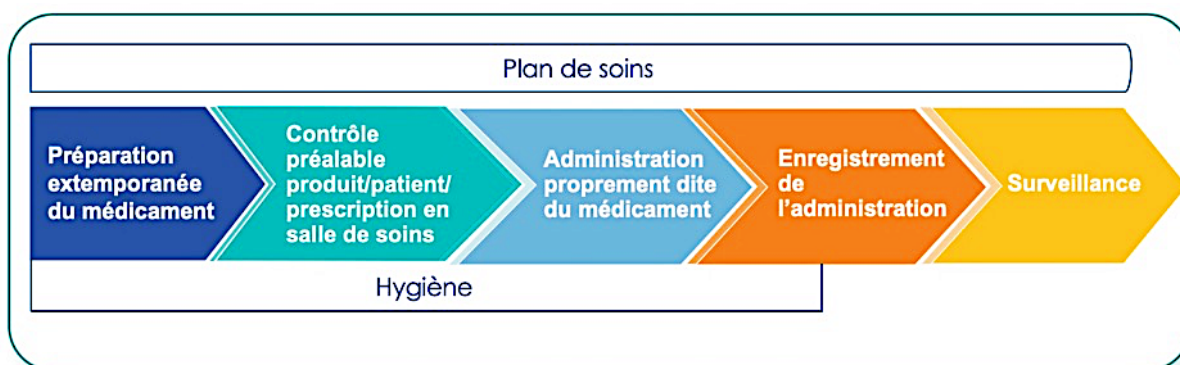 Plan de soins
Préparation
extemporanée
du médicament
Contrôle
préalable
produit/patient/
prescription en
salle de soins
Administration
proprement dite
du médicament
Enregistrement
de
l'administration
Surveillance
Hygiène